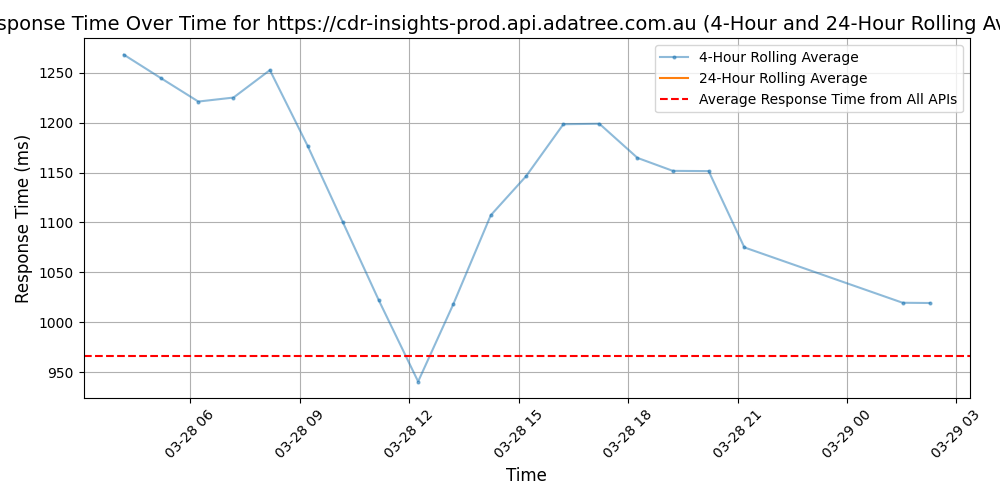 sponse Time Over Time for https://cdr-insights-prod.api.adatree.com.au (4-Hour and 24-Hour Rolling Av
4-Hour Rolling Average
24-Hour Rolling Average
Average Response Time from All APIs
Response Time (ms)
1250
1200
1150
1100
1050
1000
950
03-28 06
03-28 09
03-28 12
03-28 15
03-28 18
03-28 21
03-29 00
03-29 03
Time